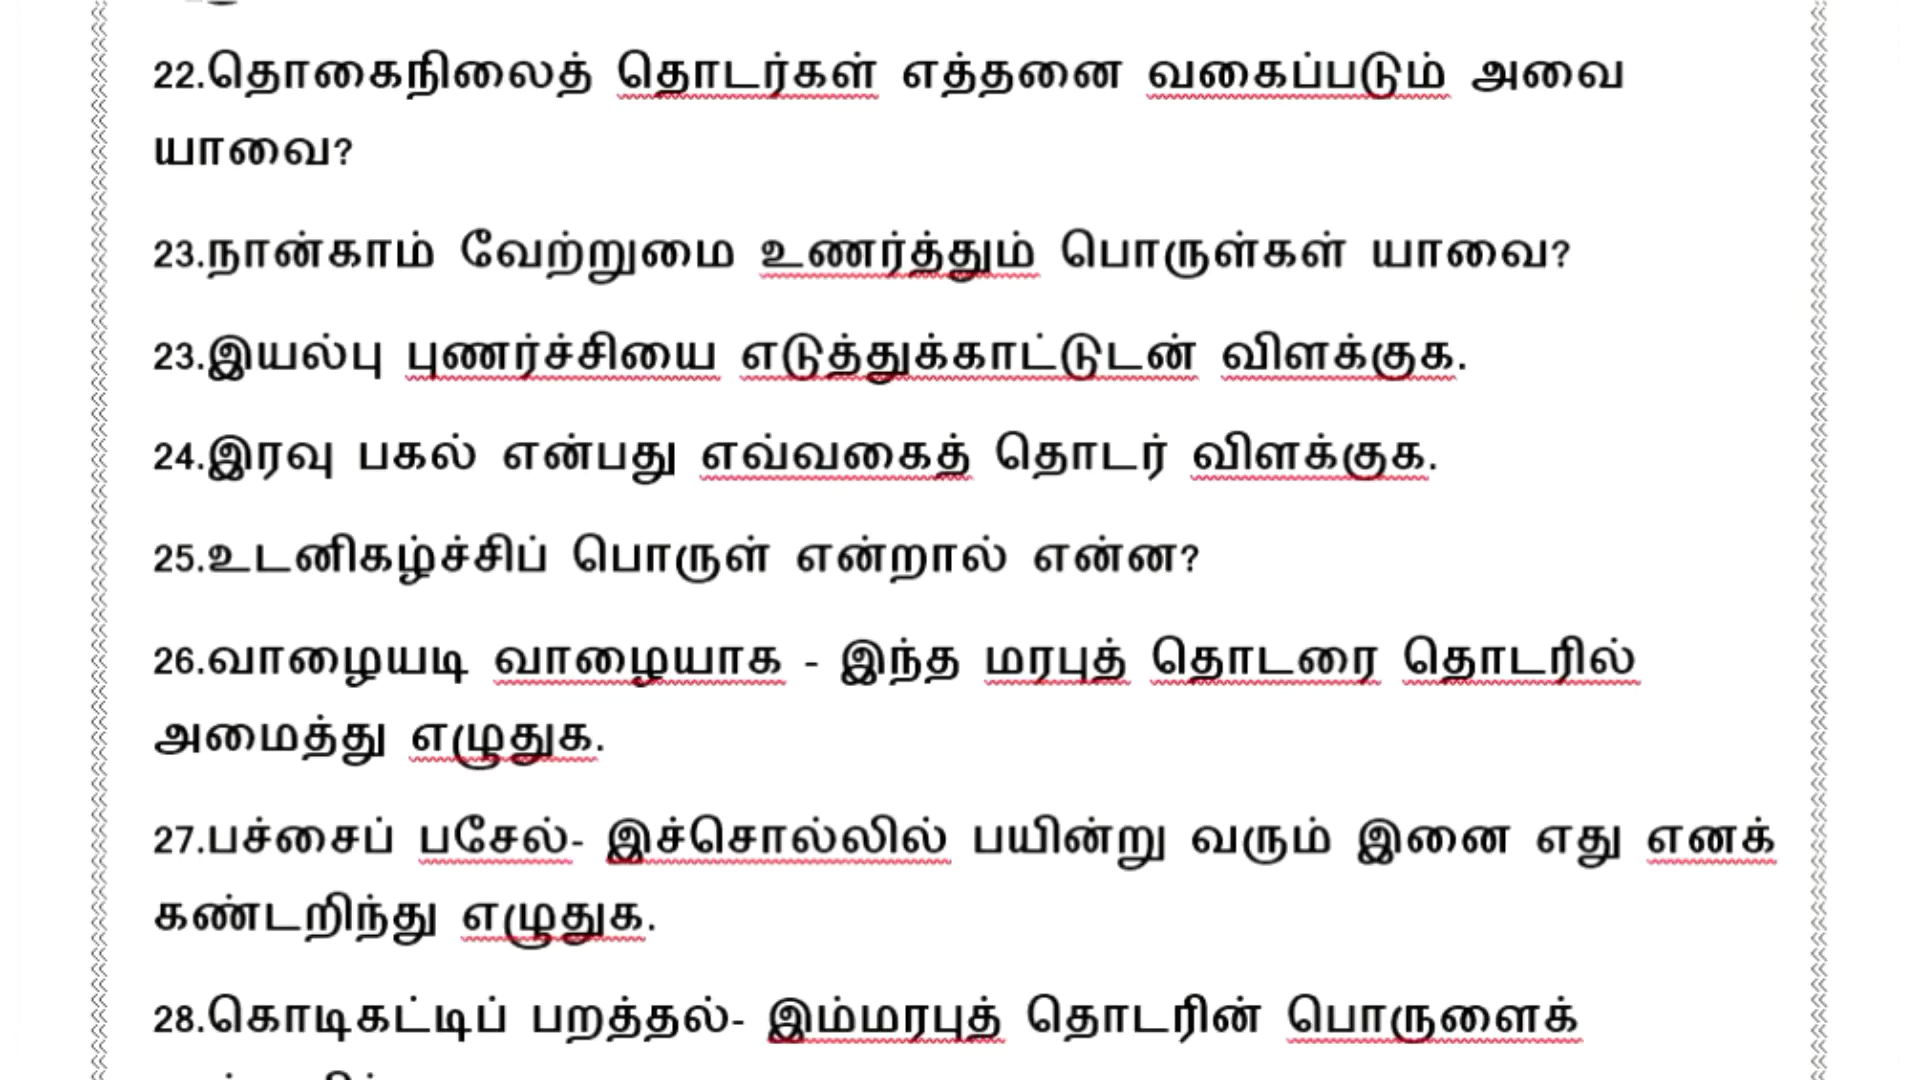 22.தொகைநிலைத் தொடர்கள் எத்தனை வகைப்படும் அவை
யாவை?
23.நான்காம் வேற்றுமை உணர்த்தும் பொருள்கள் யாவை?
23.இயல்பு புணர்ச்சியை எடுத்துக்காட்டுடன் விளக்குக.
24.இரவு பகல் என்பது எவ்வகைத் தொடர் விளக்குக.
25.உடனிகழ்ச்சிப் பொருள் என்றால் என்ன?
26.வாழையடி வாழையாக - இந்த மரபுத் தொடரை தொடரில்
அமைத்து எழுதுக.
27.பச்சைப் பசேல்- இச்சொல்லில் பயின்று வரும் இனை எது எனக்
கண்டறிந்து எழுதுக.
28.கொடிகட்டிப் பறத்தல்- இம்மரபுத் தொடரின் பொருளைக்